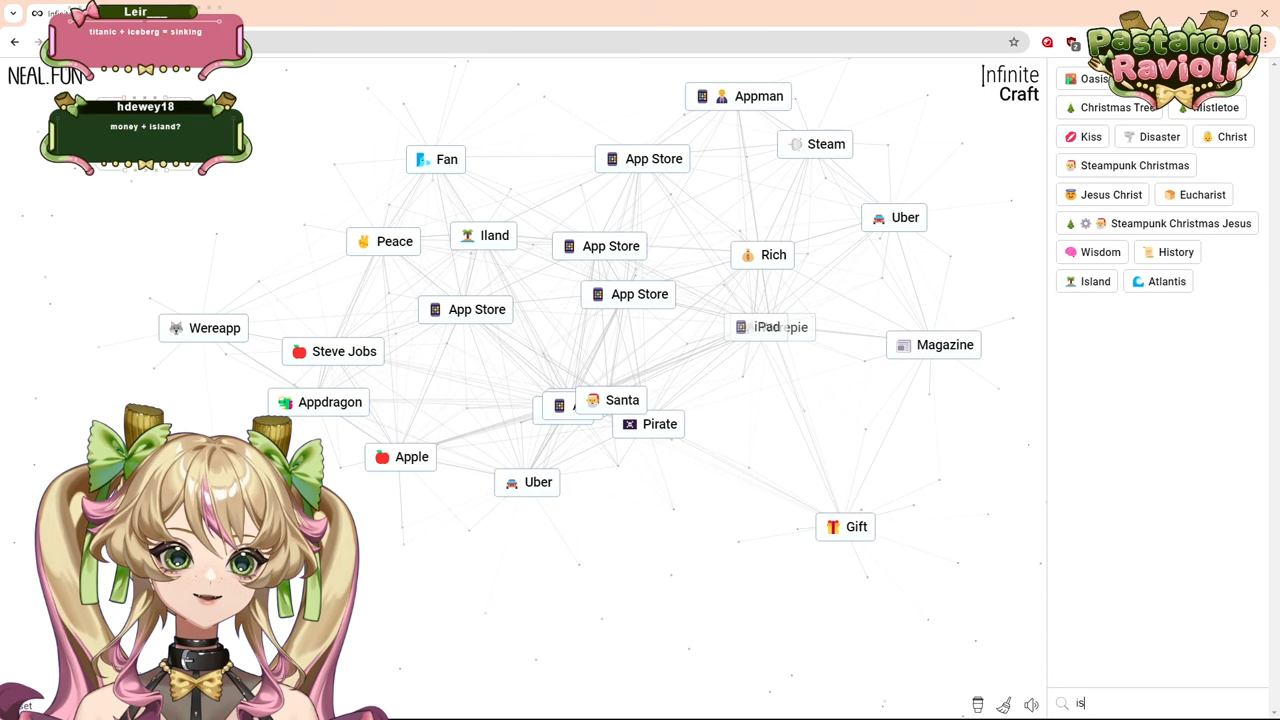 Leir___
titanic + iceberg = sinking
NEAL.FUN
hdewey18
money + island?
Infinite
Craft
Pastaroni
Ravioli
Appman
Steam
Fan
App Store
Uber
Peace
Iland
App Store
Rich
App Store
App Store
iPad
Wereapp
Steve Jobs
Magazine
Appdragon
Santa
Pirate
Apple
Uber
Gift
Oasis
Christmas Tree
Mistletoe
Kiss
Disaster
Christ
Steampunk Christmas
Jesus Christ
Eucharist
Steampunk Christmas Jesus
Wisdom
History
Island
Atlantis
is